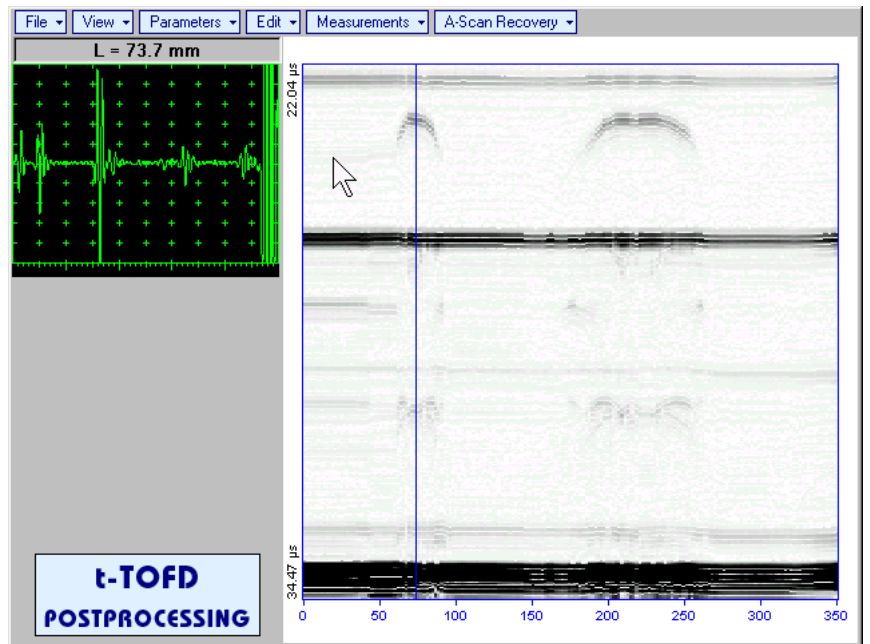 File View Parameters Edit Measurements A-Scan Recovery
L = 73.7 mm
22.04 µs
34.47 µs
0 50 100 150 200 250 300 350
t-TOFD
POSTPROCESSING